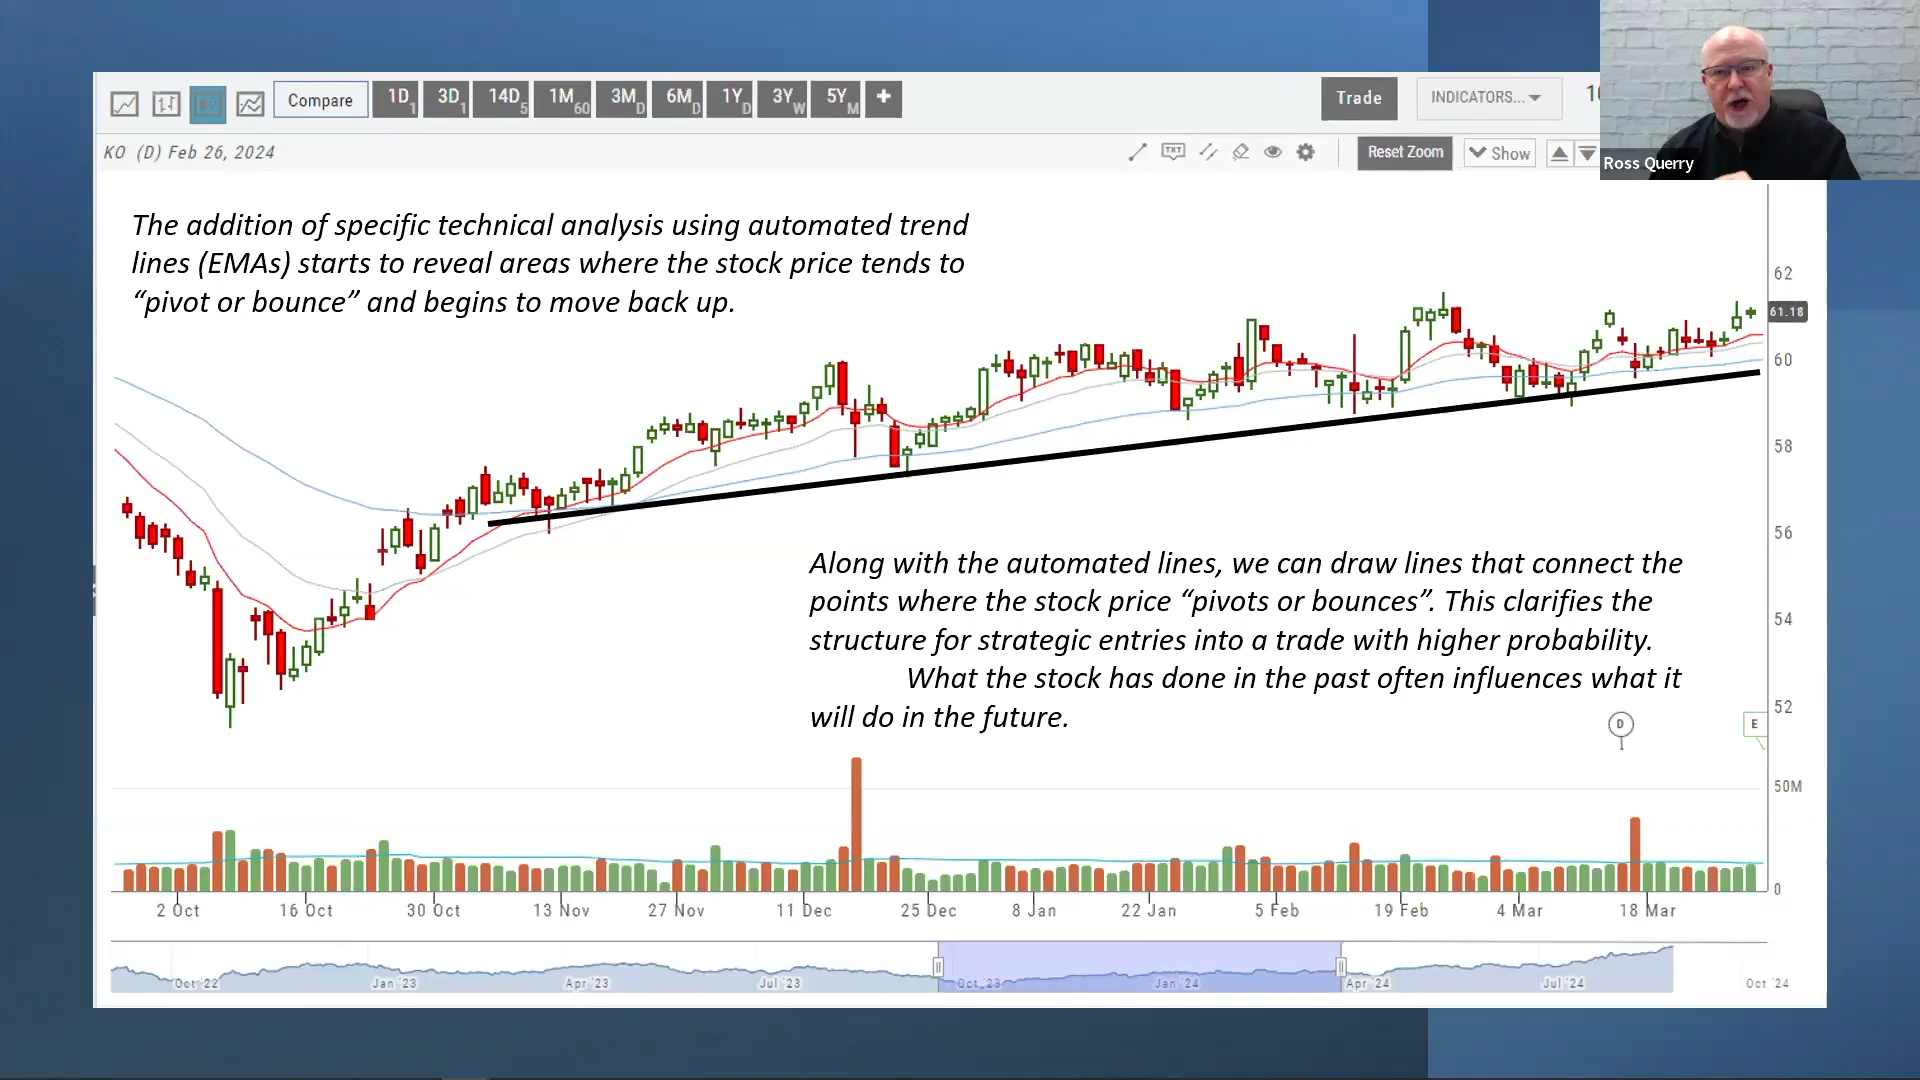 Compare
1D 1
3D 1
14D 5
1M 60
3M D
6M D
1Y D
3Y W
5Y M
+
Trade
INDICATORS...
KO (D) Feb 26, 2024
TXT
Reset Zoom
Show
Ross Querry
The addition of specific technical analysis using automated trend
lines (EMAs) starts to reveal areas where the stock price tends to
“pivot or bounce” and begins to move back up.
62
61.18
60
58
56
54
52
Along with the automated lines, we can draw lines that connect the
points where the stock price “pivots or bounces”. This clarifies the
structure for strategic entries into a trade with higher probability.
What the stock has done in the past often influences what it
will do in the future.
D
E
50M
0
2 Oct
16 Oct
30 Oct
13 Nov
27 Nov
11 Dec
25 Dec
8 Jan
22 Jan
5 Feb
19 Feb
4 Mar
18 Mar
Oct '22
Jan '23
Apr '23
Jul '23
Oct '23
Jan '24
Apr '24
Jul '24
Oct '24